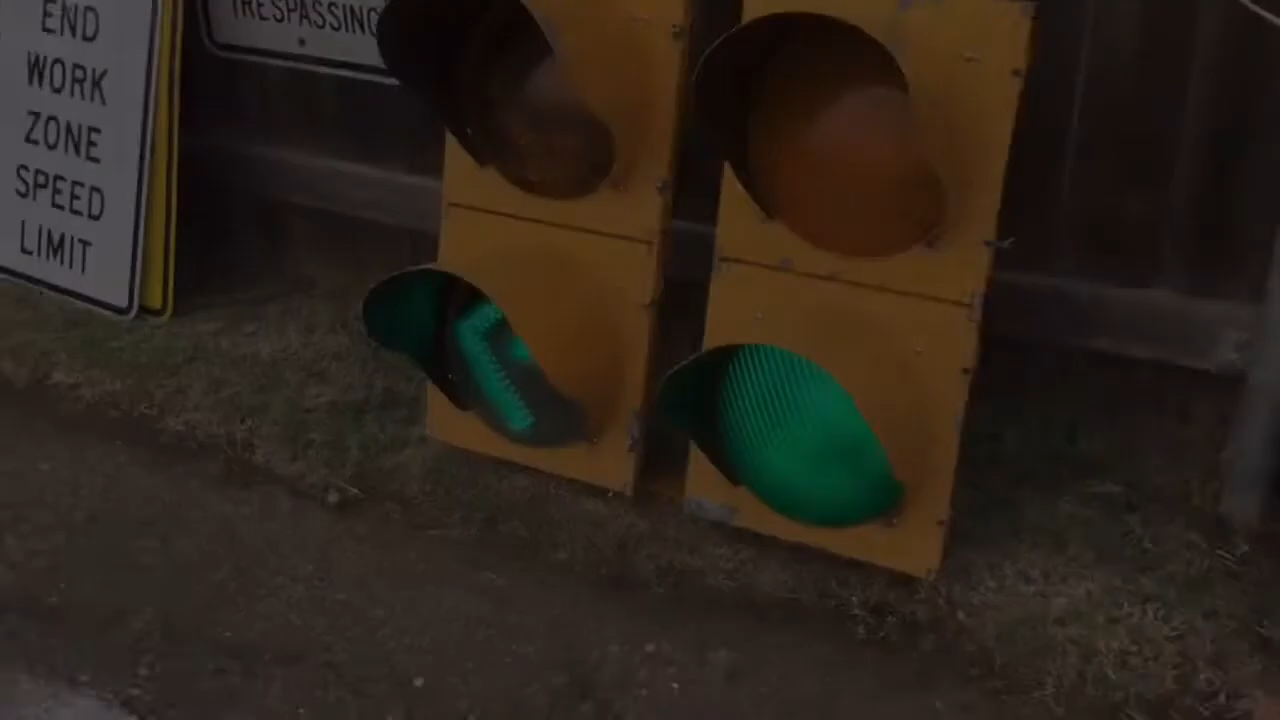 END
WORK
ZONE
SPEED
LIMIT
TRESPASSING